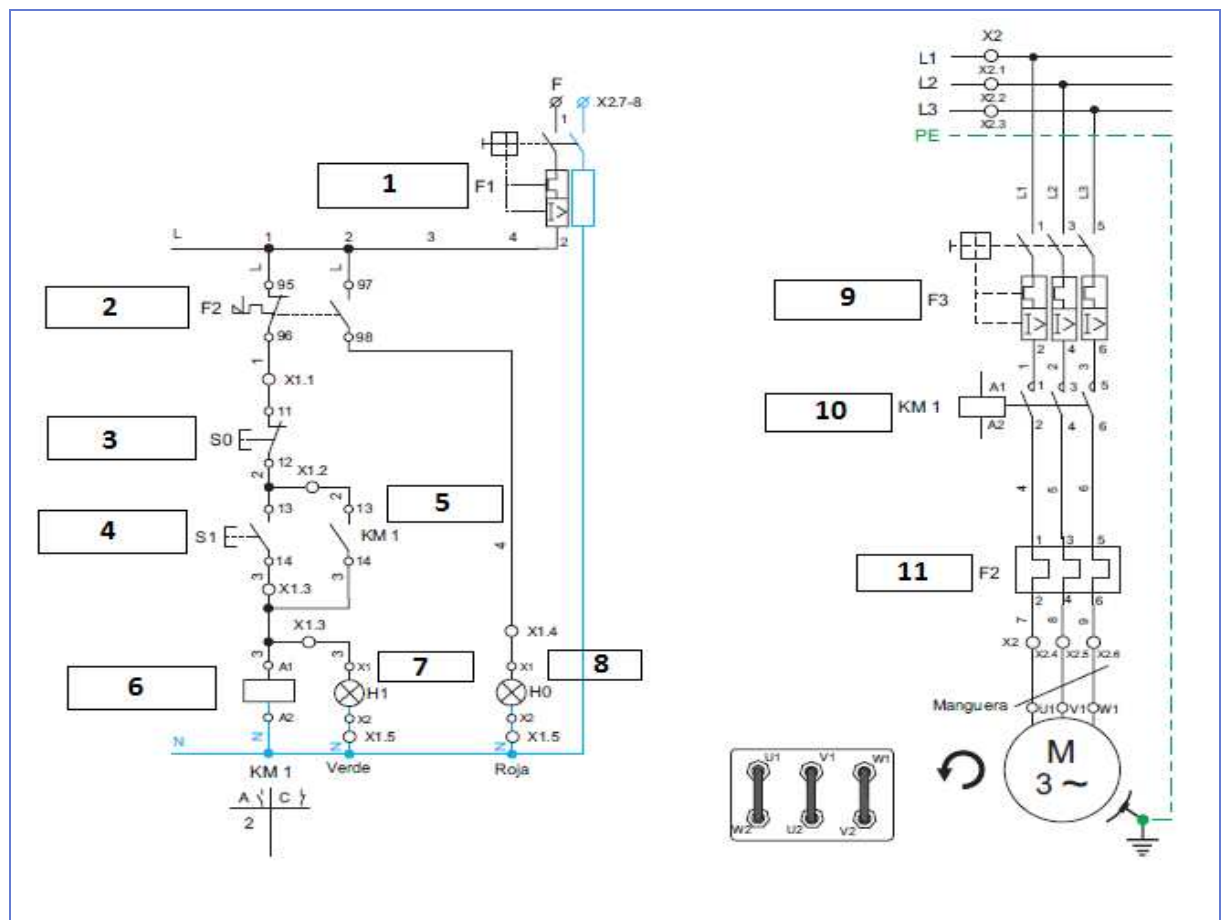 F
X2.7-8
1
1
F1
2
L
1
2
3
4
L
L
2
F2
95
97
96
98
1
X1.1
11
3
S0
12
2
X1.2
4
S1
13
2
13
5
KM 1
14
14
4
3
X1.3
3
X1.3
X1.4
3
A1
3
X1
7
X1
8
6
H1
H0
A2
X2
X2
N
N
X1.5
N
X1.5
N
KM 1
Verde
Roja
A
C
2
X2
L1
X2.1
L2
X2.2
L3
X2.3
PE
L1
L2
L3
1
3
5
9
F3
2
4
6
1
2
3
10
KM 1
A1
A2
1
3
5
2
4
6
4
5
6
1
3
5
11
F2
2
4
6
7
8
9
X2
X2.4
X2.5
X2.6
Manguera
U1
V1
W1
M
3 ~
U1
V1
W1
W2
U2
V2